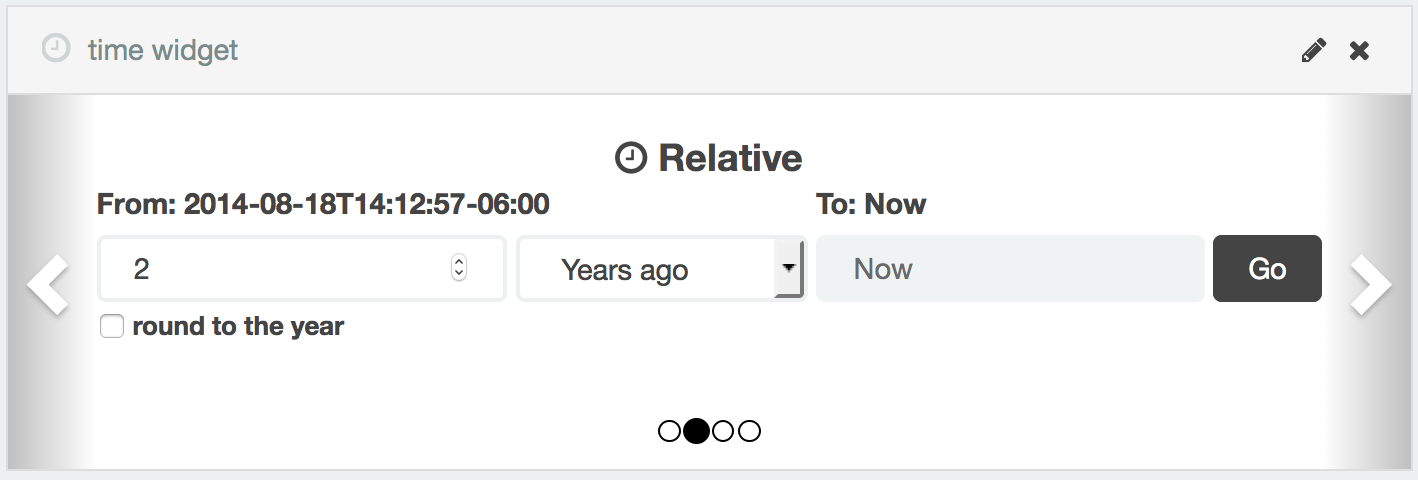 time widget
Relative
From: 2014-08-18T14:12:57-06:00 To: Now
2 Years ago Now Go
round to the year